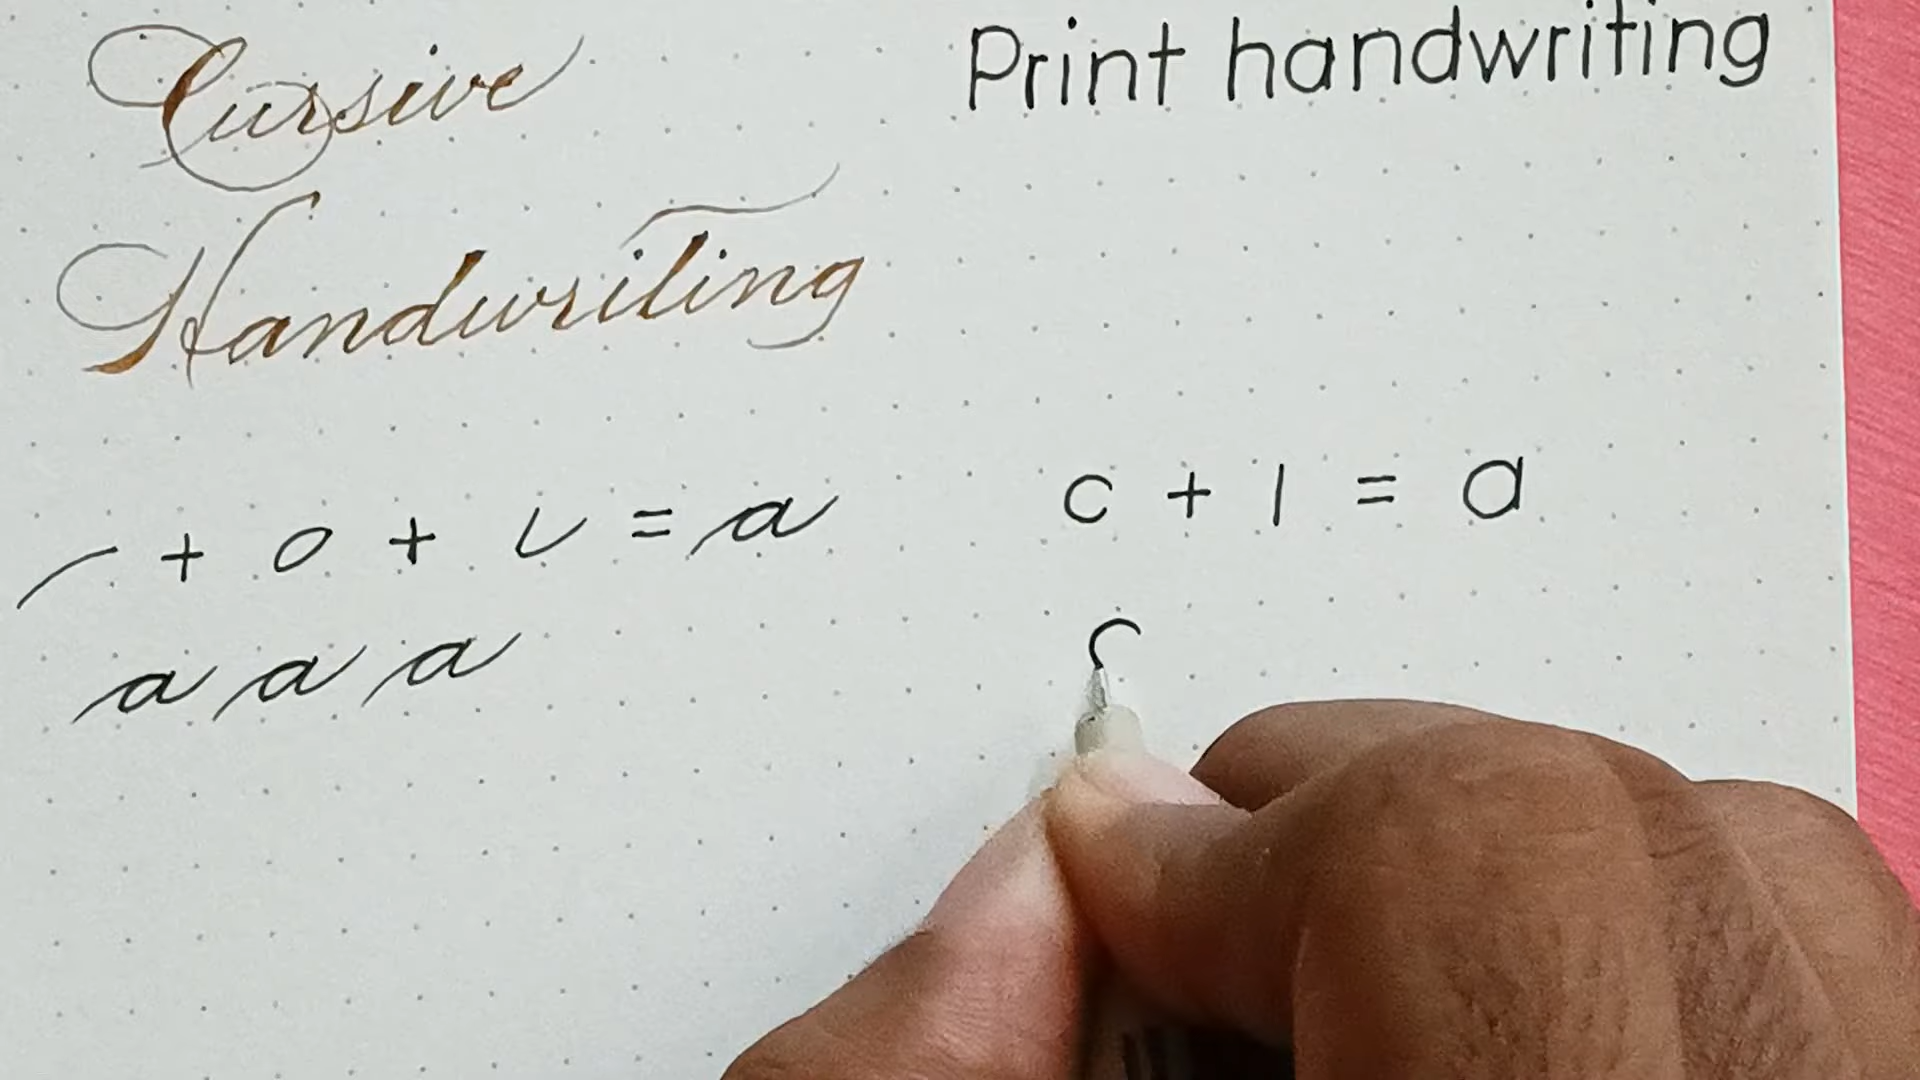 Cursive
Handwriting
Print handwriting
+ o + = a
a a a
c + l = a